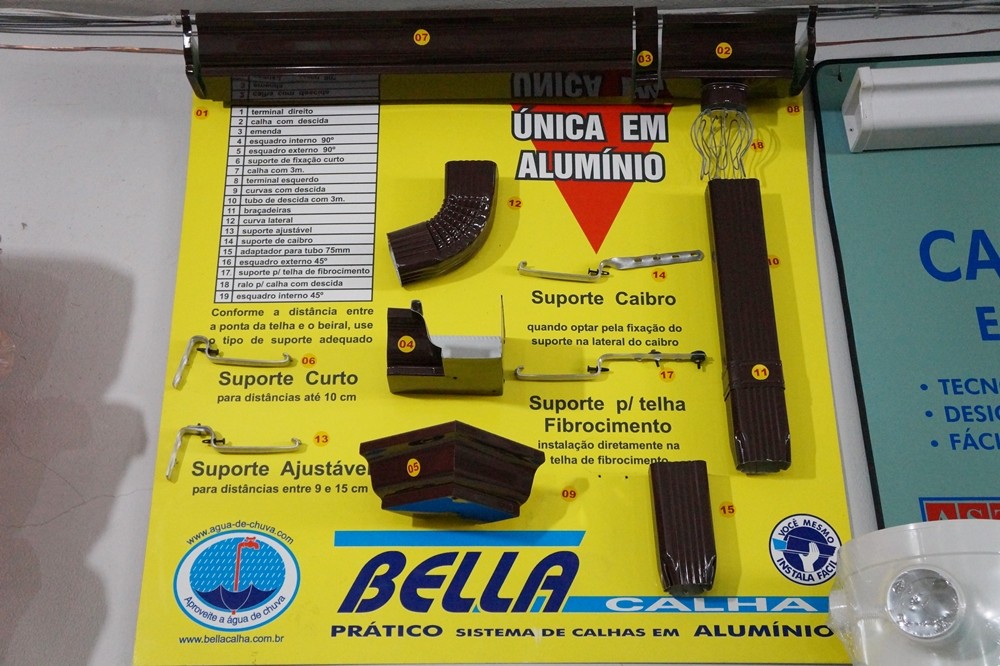 07
03
02
01
08
1 terminal direito
2 calha com descida
3 emenda
4 esquadro interno 90º
5 esquadro externo 90º
6 suporte de fixação curto
7 calha com 3m.
8 terminal esquerdo
9 curvas com descida
10 tubo de descida com 3m.
11 braçadeiras
12 curva lateral
13 suporte ajustável
14 suporte de caibro
15 adaptador para tubo 75mm
16 esquadro externo 45º
17 suporte p/ telha de fibrocimento
18 ralo p/ calha com descida
19 esquadro interno 45º
ÚNICA EM
ALUMÍNIO
18
12
10
14
Suporte Caibro
quando optar pela fixação do
suporte na lateral do caibro
Conforme a distância entre
a ponta da telha e o beiral, use
o tipo de suporte adequado
04
06
Suporte Curto
para distâncias até 10 cm
17
11
Suporte p/ telha
Fibrocimento
instalação diretamente na
telha de fibrocimento
13
Suporte Ajustável
para distâncias entre 9 e 15 cm
05
09
15
www.agua-de-chuva.com
Aproveite a água de chuva
www.bellacalha.com.br
BELLA
CALHA
PRÁTICO SISTEMA DE CALHAS EM ALUMÍNIO
VOCÊ MESMO
INSTALA FÁCIL
CA
E
• TECN
• DESIG
• FÁCI